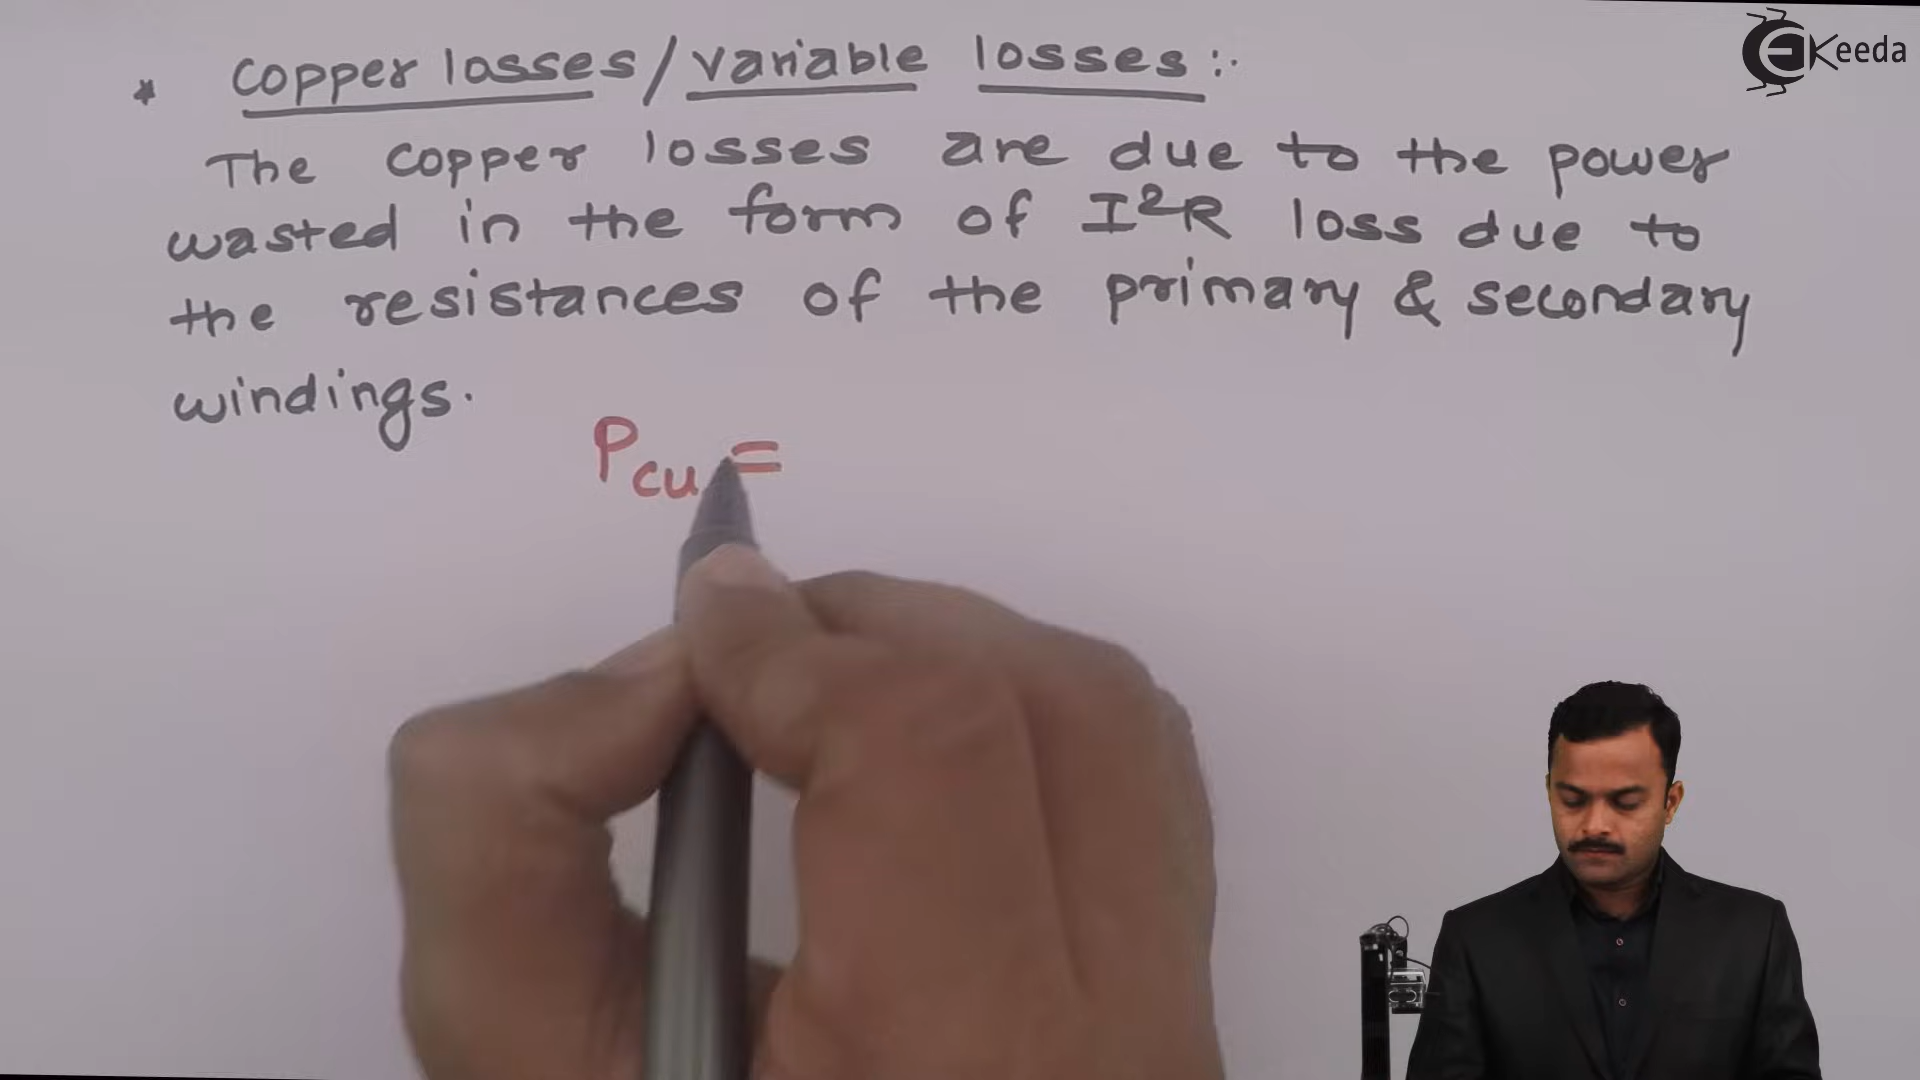 Keeda
* Copper losses/variable losses:-
The copper losses are due to the power
wasted in the form of I²R loss due to
the resistances of the primary & secondary
windings.
Pcu =